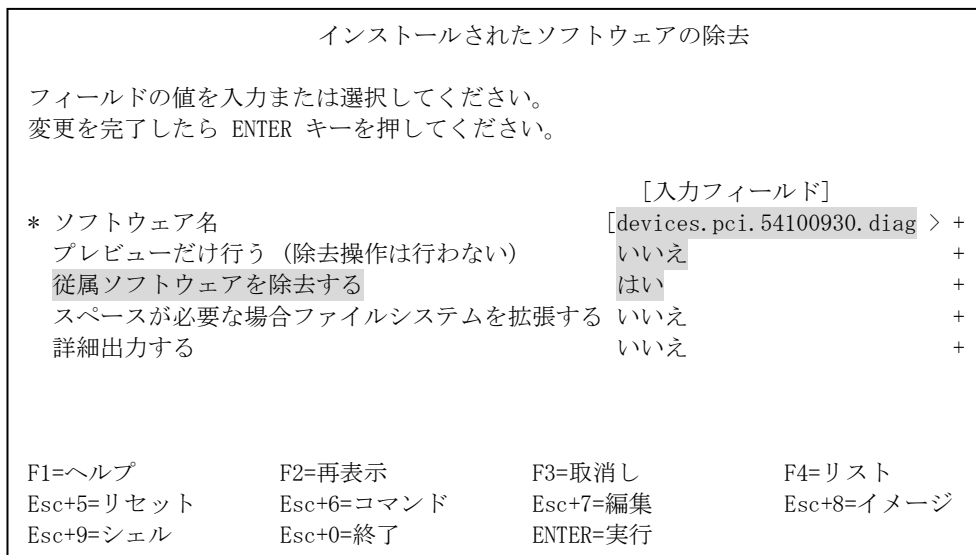 インストールされたソフトウェアの除去
フィールドの値を入力または選択してください。
変更を完了したら ENTER キーを押してください。
[入力フィールド]
* ソフトウェア名 [devices.pci.54100930.diag > +
プレビューだけ行う (除去操作は行わない) いいえ +
従属ソフトウェアを除去する はい +
スペースが必要な場合ファイルシステムを拡張する いいえ +
詳細出力する いいえ +
F1=ヘルプ F2=再表示 F3=取消し F4=リスト
Esc+5=リセット Esc+6=コマンド Esc+7=編集 Esc+8=イメージ
Esc+9=シェル Esc+0=終了 ENTER=実行